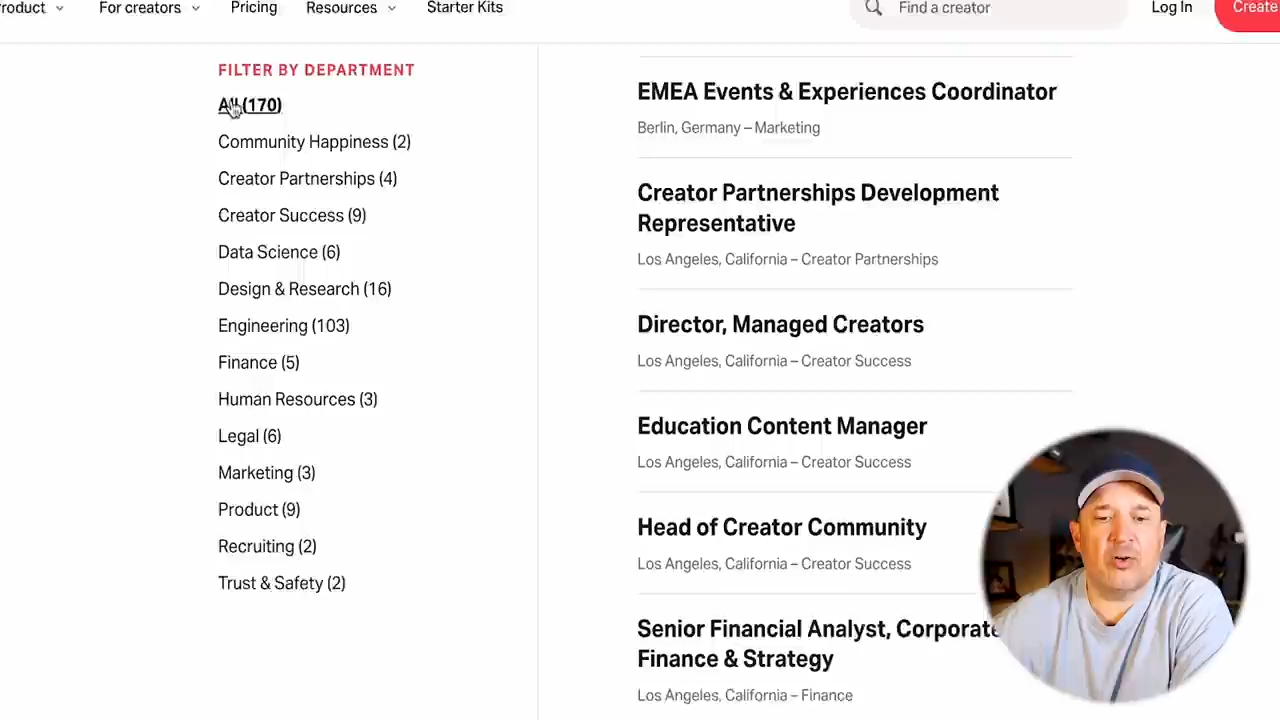 For creators
Pricing
Resources
Starter Kits
Find a creator
Log In
Create
FILTER BY DEPARTMENT
All (170)
Community Happiness (2)
Creator Partnerships (4)
Creator Success (9)
Data Science (6)
Design & Research (16)
Engineering (103)
Finance (5)
Human Resources (3)
Legal (6)
Marketing (3)
Product (9)
Recruiting (2)
Trust & Safety (2)
EMEA Events & Experiences Coordinator
Berlin, Germany – Marketing
Creator Partnerships Development
Representative
Los Angeles, California – Creator Partnerships
Director, Managed Creators
Los Angeles, California – Creator Success
Education Content Manager
Los Angeles, California – Creator Success
Head of Creator Community
Los Angeles, California – Creator Success
Senior Financial Analyst, Corporate
Finance & Strategy
Los Angeles, California – Finance